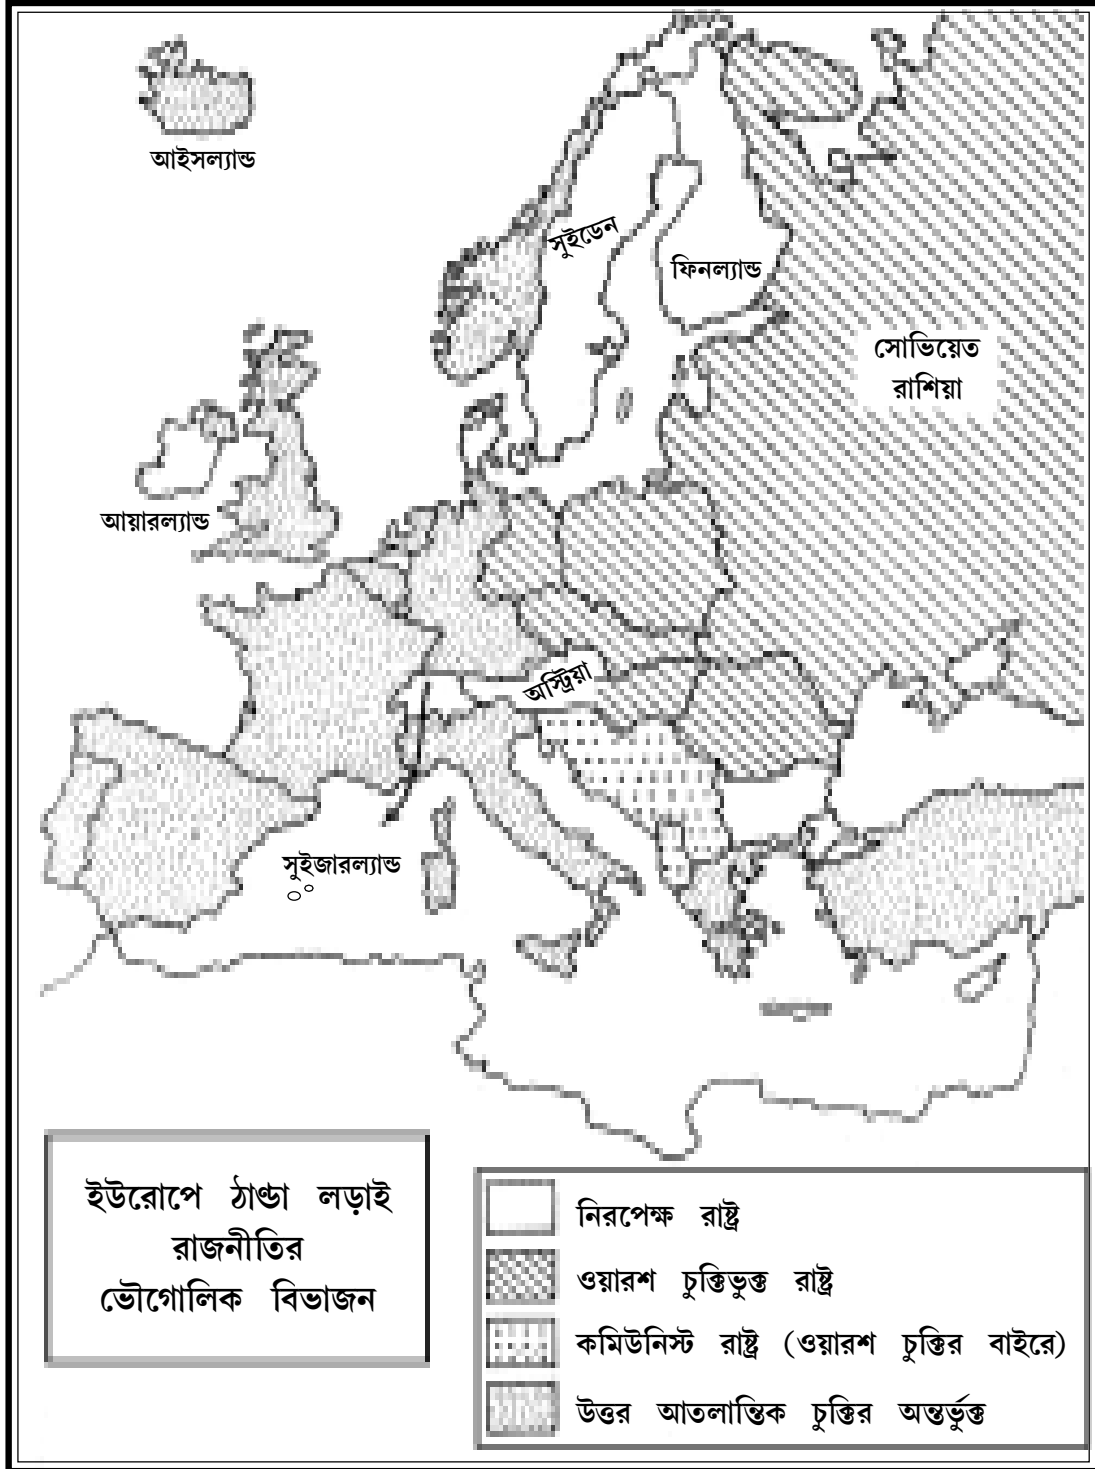 আইসল্যান্ড
সুইডেন
ফিনল্যান্ড
সোভিয়েত
রাশিয়া
আয়ারল্যান্ড
অস্ট্রিয়া
সুইজারল্যান্ড
ইউরোপে ঠাণ্ডা লড়াই
রাজনীতির
ভৌগোলিক বিভাজন
নিরপেক্ষ রাষ্ট্র
ওয়ারশ চুক্তিভুক্ত রাষ্ট্র
কমিউনিস্ট রাষ্ট্র (ওয়ারশ চুক্তির বাইরে)
উত্তর আতলান্তিক চুক্তির অন্তর্ভুক্ত